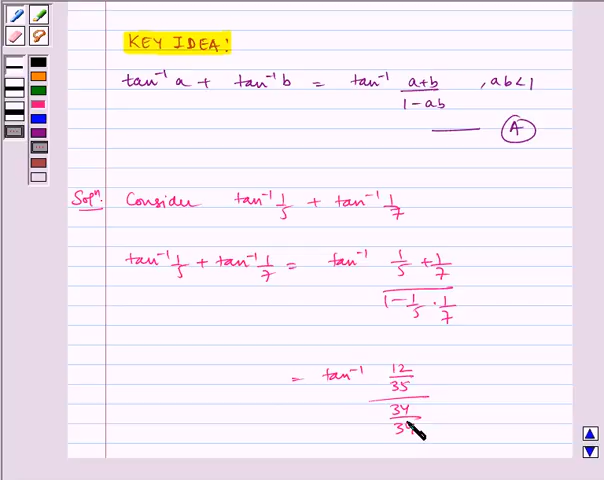 KEY IDEA:
tan⁻¹ a + tan⁻¹ b = tan⁻¹ (a+b)/(1-ab) , ab<1
Ⓐ
Solⁿ. Consider tan⁻¹ 1/5 + tan⁻¹ 1/7
tan⁻¹ 1/5 + tan⁻¹ 1/7 = tan⁻¹ (1/5 + 1/7)/(1 - 1/5 · 1/7)
= tan⁻¹ (12/35)/(34/3